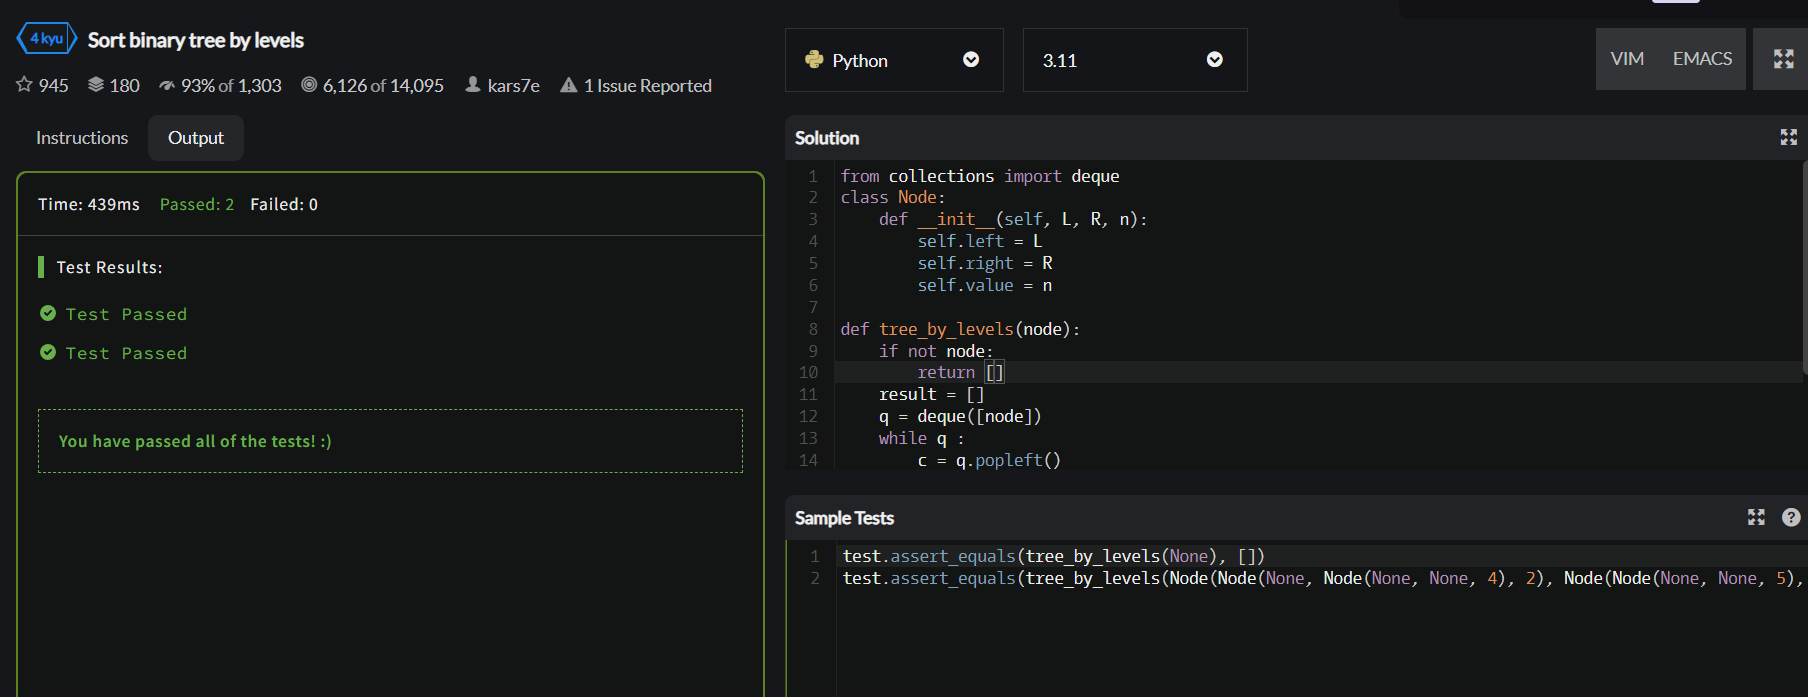 4 kyu Sort binary tree by levels
945 180 93% of 1,303 6,126 of 14,095 kars7e 1 Issue Reported
Instructions Output
Time: 439ms Passed: 2 Failed: 0
Test Results:
Test Passed
Test Passed
You have passed all of the tests! :)
Python 3.11 VIM EMACS
Solution
1 from collections import deque
2 class Node:
3     def __init__(self, L, R, n):
4         self.left = L
5         self.right = R
6         self.value = n
7
8 def tree_by_levels(node):
9     if not node:
10         return []
11     result = []
12     q = deque([node])
13     while q :
14         c = q.popleft()
Sample Tests ?
1 test.assert_equals(tree_by_levels(None), [])
2 test.assert_equals(tree_by_levels(Node(Node(None, Node(None, None, 4), 2), Node(Node(None, None, 5),